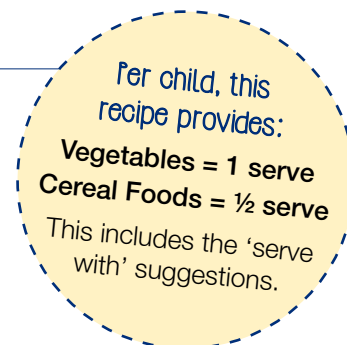 Per child, this
recipe provides:
Vegetables = 1 serve
Cereal Foods = ½ serve
This includes the ‘serve
with’ suggestions.